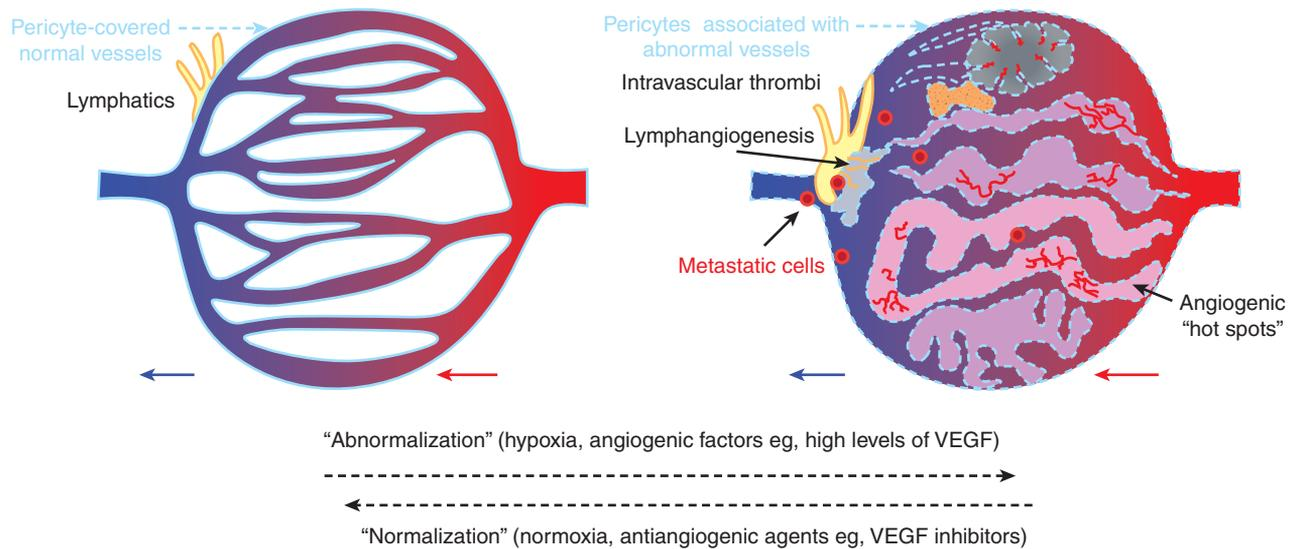 Pericyte-covered
normal vessels
Lymphatics
Pericytes associated with
abnormal vessels
Intravascular thrombi
Lymphangiogenesis
Metastatic cells
Angiogenic
“hot spots”
“Abnormalization” (hypoxia, angiogenic factors eg, high levels of VEGF)
“Normalization” (normoxia, antiangiogenic agents eg, VEGF inhibitors)